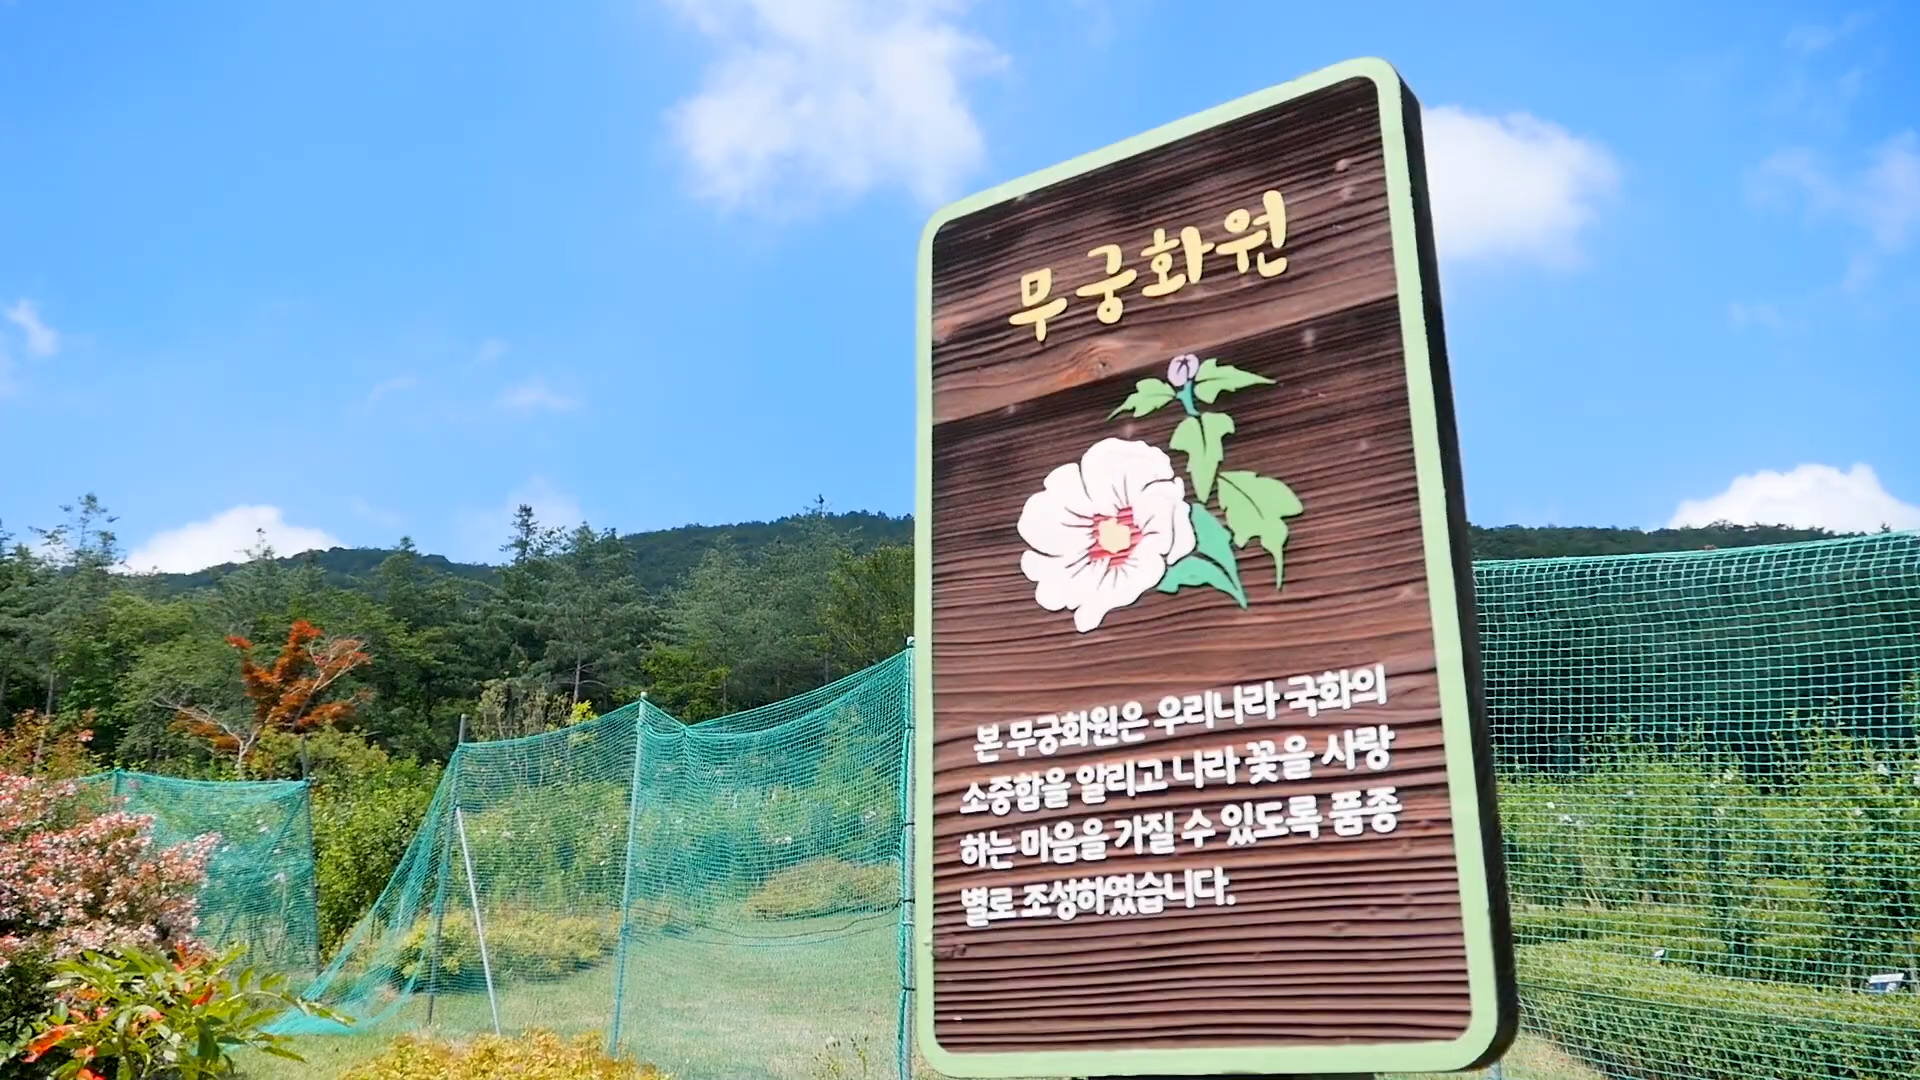 무궁화원
본 무궁화원은 우리나라 국화의
소중함을 알리고 나라 꽃을 사랑
하는 마음을 가질 수 있도록 품종
별로 조성하였습니다.